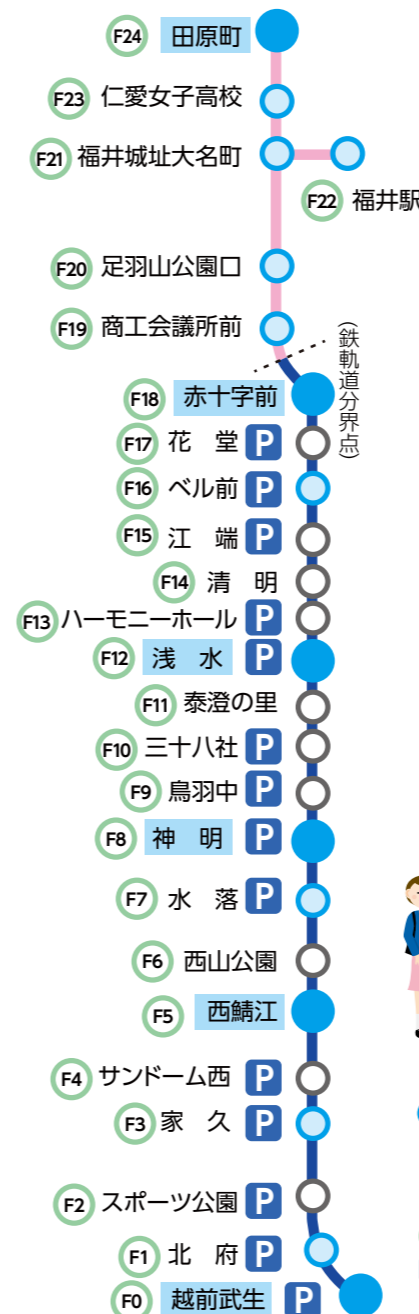 F24 田原町
F23 仁愛女子高校
F21 福井城址大名町
F22 福井駅
F20 足羽山公園口
F19 商工会議所前
(鉄軌道分界点)
F18 赤十字前
F17 花 堂 P
F16 ベル前 P
F15 江 端 P
F14 清 明
F13 ハーモニーホール P
F12 浅 水 P
F11 泰澄の里
F10 三十八社 P
F9 鳥羽中 P
F8 神 明 P
F7 水 落 P
F6 西山公園
F5 西鯖江
F4 サンドーム西 P
F3 家 久 P
F2 スポーツ公園 P
F1 北 府 P
F0 越前武生 P